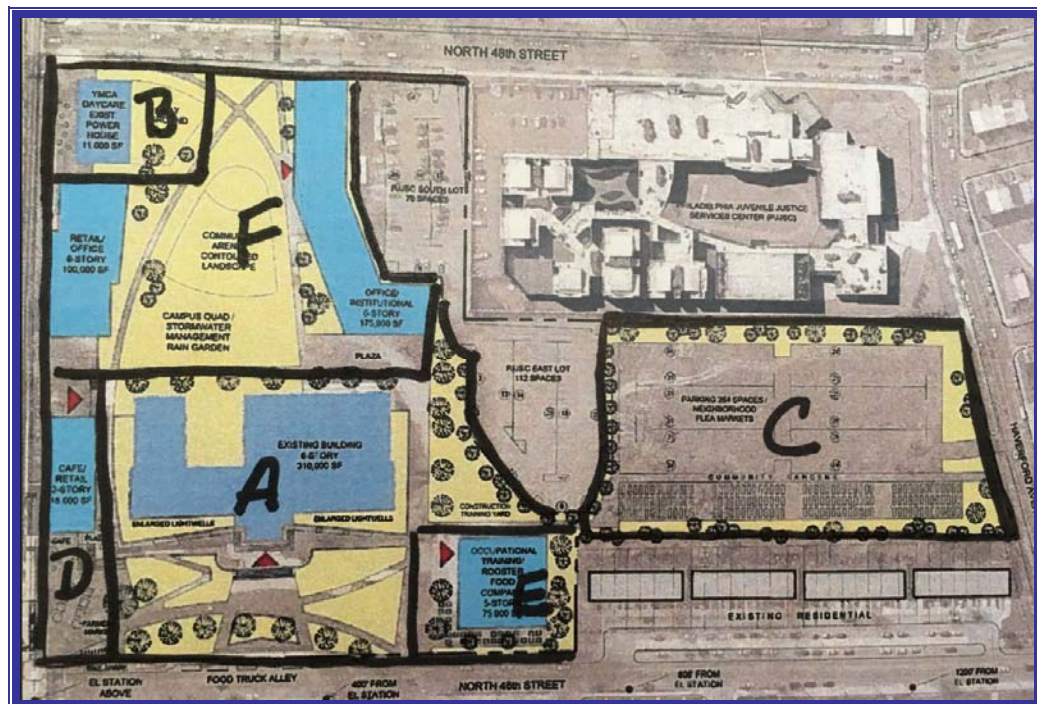 NORTH 48th STREET
YMCA
DAYCARE
EXIST
POWER
HOUSE
11,000 SF
B
RETAIL/
OFFICE
6-STORY
100,000 SF
F
LANDSCAPE
CAMPUS QUAD /
STORMWATER
MANAGEMENT
RAIN GARDEN
OFFICE/
INSTITUTIONAL
6-STORY
175,000 SF
PLAZA
PJJSC SOUTH LOT
70 SPACES
PHILADELPHIA JUVENILE JUSTICE
SERVICES CENTER (PJJSC)
PJJSC EAST LOT
112 SPACES
PARKING 264 SPACES /
NEIGHBORHOOD
FLEA MARKETS
C
COMMUNITY GARDENS
HAVERFORD AVE
CAFE/
RETAIL
2-STORY
SF
CAFE
D
EXISTING BUILDING
6-STORY
310,000 SF
A
ENLARGED LIGHTWELLS
ENLARGED LIGHTWELLS
CONSTRUCTION
TRAINING YARD
OCCUPATIONAL
TRAINING/
ROOSTER
FOOD
5-STORY
E
EXISTING RESIDENTIAL
EL STATION
ABOVE
FOOD TRUCK ALLEY
400' FROM
EL STATION
NORTH 46th STREET
FROM
EL STATION
1200' FROM
EL STATION